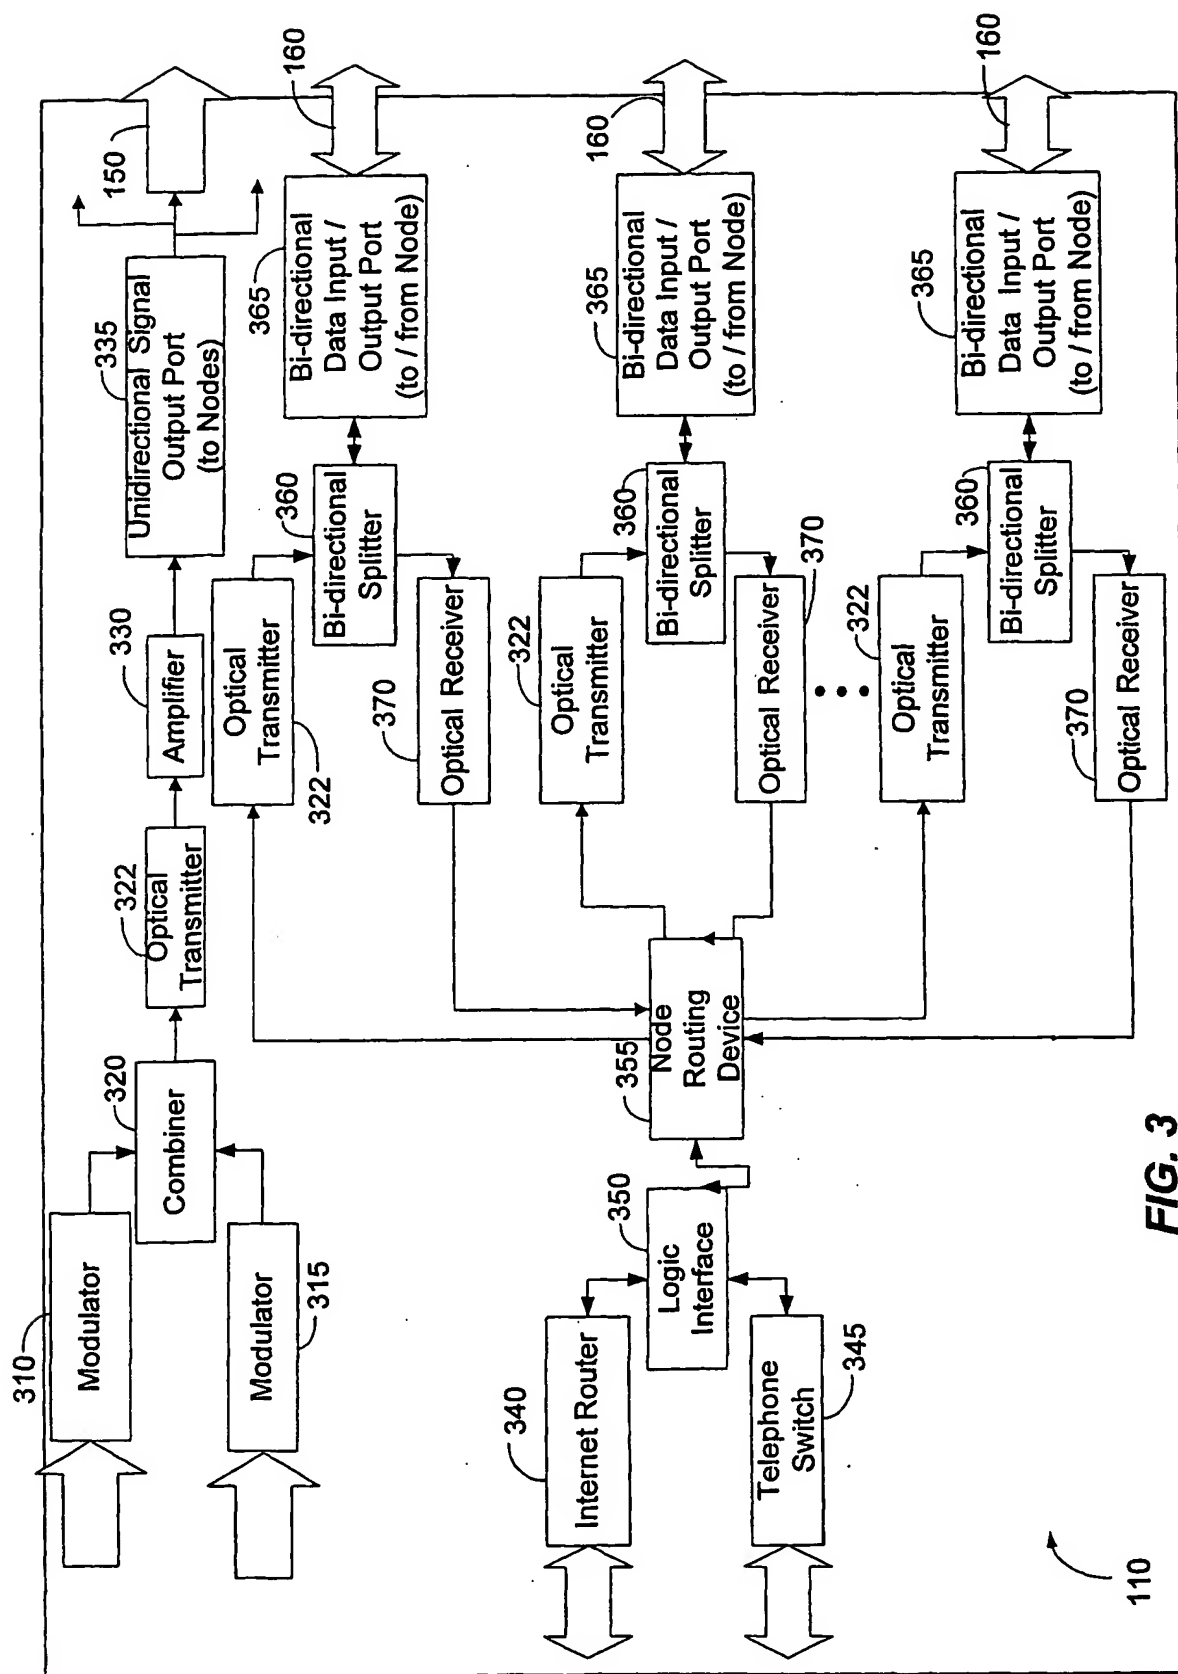 310
Modulator
Modulator
315
320
Combiner
322
Optical
Transmitter
330
Amplifier
335
Unidirectional Signal
Output Port
(to Nodes)
150
322
Optical
Transmitter
360
Bi-directional
Splitter
370
Optical Receiver
365
Bi-directional
Data Input /
Output Port
(to / from Node)
160
340
Internet Router
Telephone
Switch
345
350
Logic
Interface
355
Node
Routing
Device
322
Optical
Transmitter
360
Bi-directional
Splitter
Optical Receiver
370
365
Bi-directional
Data Input /
Output Port
(to / from Node)
160
322
Optical
Transmitter
360
Bi-directional
Splitter
370
Optical Receiver
365
Bi-directional
Data Input /
Output Port
(to / from Node)
160
110
FIG. 3